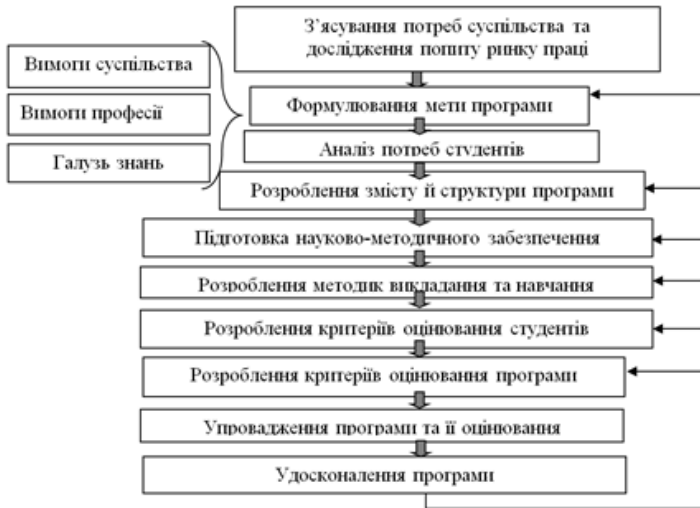 З’ясування потреб суспільства та
дослідження попиту ринку праці
Вимоги суспільства
Вимоги професії
Галузь знань
Формулювання мети програми
Аналіз потреб студентів
Розроблення змісту й структури програми
Підготовка науково-методичного забезпечення
Розроблення методик викладання та навчання
Розроблення критеріїв оцінювання студентів
Розроблення критеріїв оцінювання програми
Упровадження програми та її оцінювання
Удосконалення програми